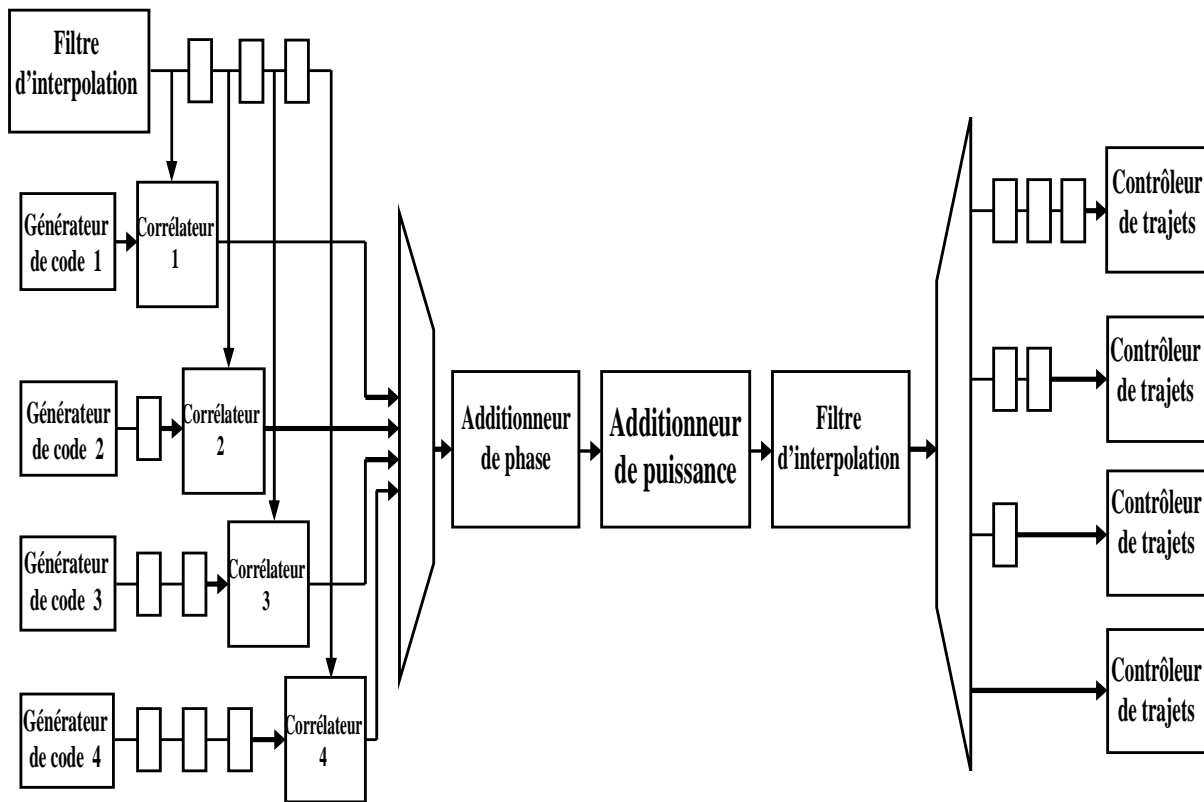 Filtre
d'interpolation
Générateur
de code 1
Corrélateur
1
Générateur
de code 2
Corrélateur
2
Générateur
de code 3
Corrélateur
3
Générateur
de code 4
Corrélateur
4
Additionneur
de phase
Additionneur
de puissance
Filtre
d'interpolation
Contrôleur
de trajets
Contrôleur
de trajets
Contrôleur
de trajets
Contrôleur
de trajets